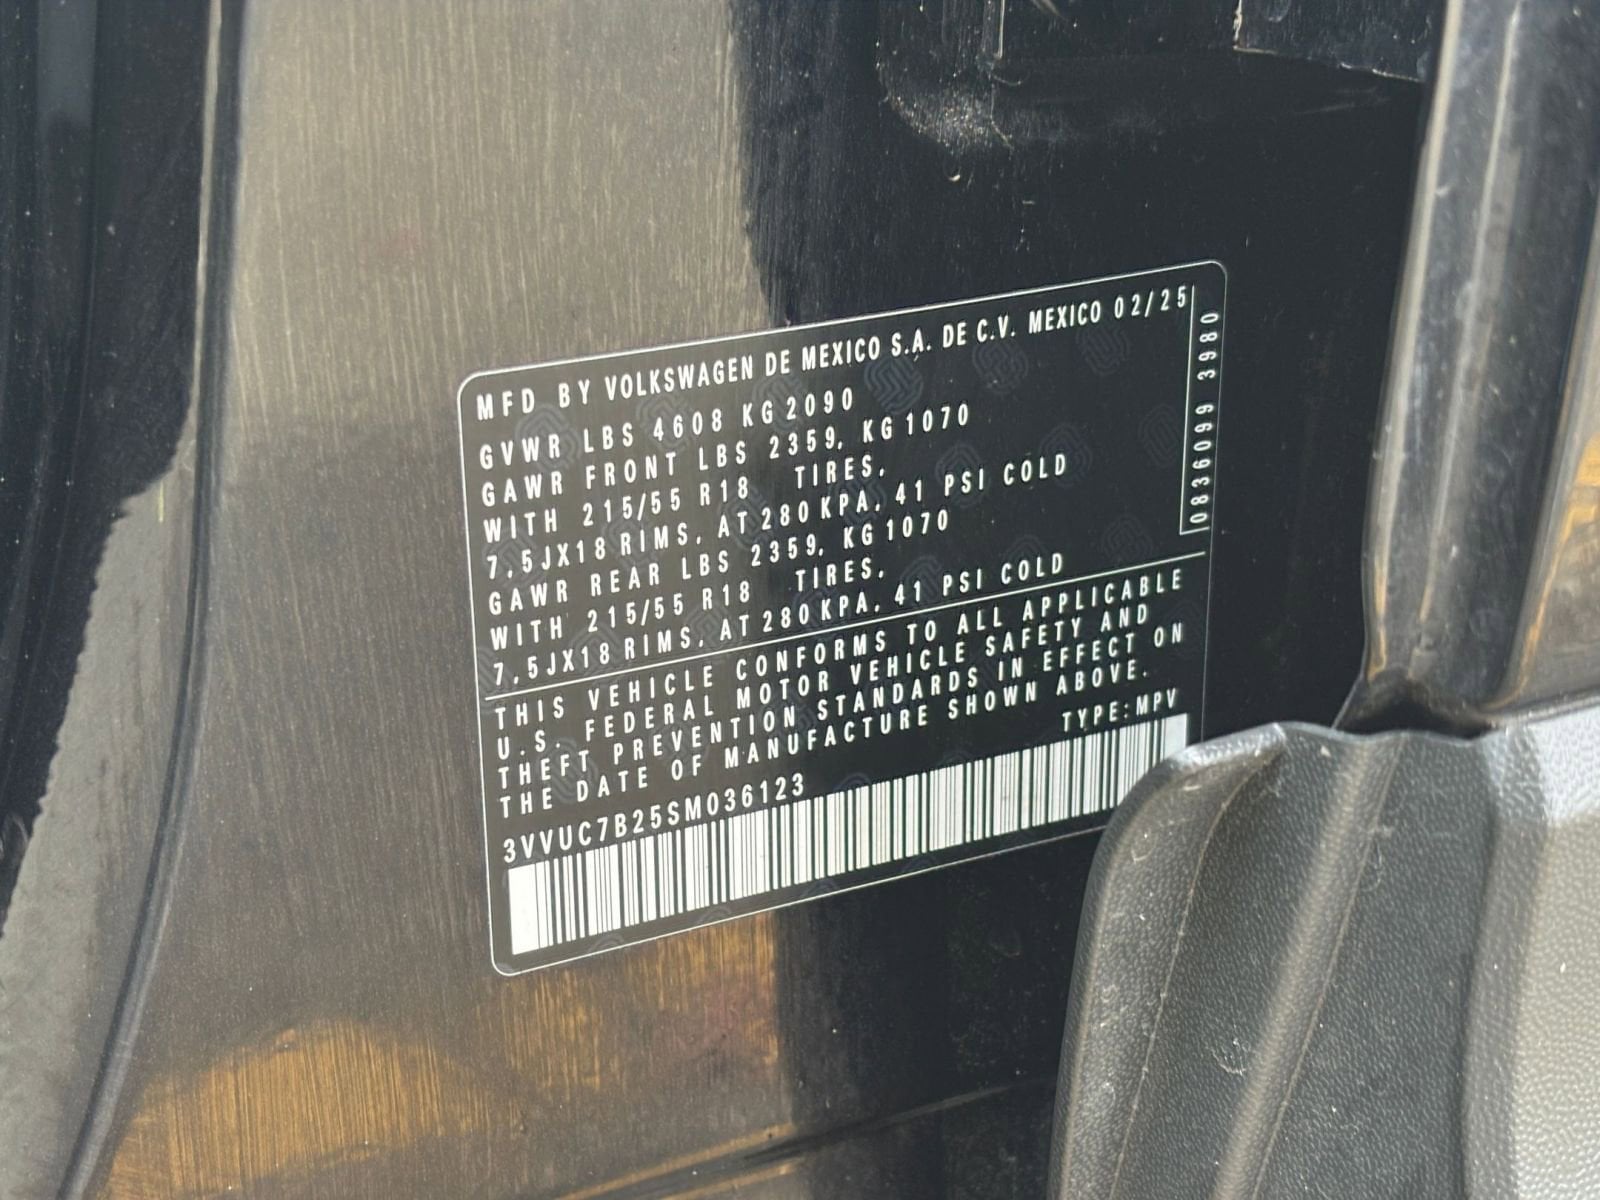 MFD BY VOLKSWAGEN DE MEXICO S.A. DE C.V. MEXICO 02/25
GVWR LBS 4608 KG 2090
GAWR FRONT LBS 2359, KG 1070
WITH 215/55 R18 TIRES,
7,5JX18 RIMS, AT 280 KPA, 41 PSI COLD
GAWR REAR LBS 2359, KG 1070
WITH 215/55 R18 TIRES,
7,5JX18 RIMS, AT 280 KPA, 41 PSI COLD
THIS VEHICLE CONFORMS TO ALL APPLICABLE
U.S. FEDERAL MOTOR VEHICLE SAFETY AND
THEFT PREVENTION STANDARDS IN EFFECT ON
THE DATE OF MANUFACTURE SHOWN ABOVE.
TYPE: MPV
3VVUC7B25SM036123
0836099 3980